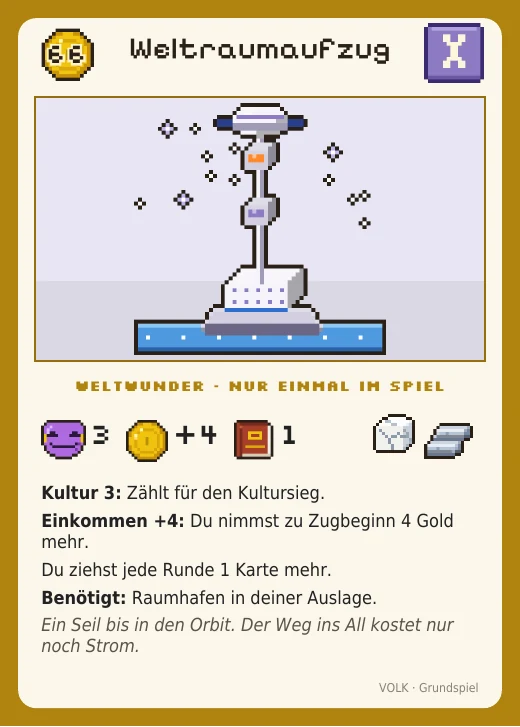 66 Weltraumaufzug X
WELTWUNDER - NUR EINMAL IM SPIEL
3 +4 1
Kultur 3: Zählt für den Kultursieg.
Einkommen +4: Du nimmst zu Zugbeginn 4 Gold
mehr.
Du ziehst jede Runde 1 Karte mehr.
Benötigt: Raumhafen in deiner Auslage.
Ein Seil bis in den Orbit. Der Weg ins All kostet nur
noch Strom.
VOLK · Grundspiel